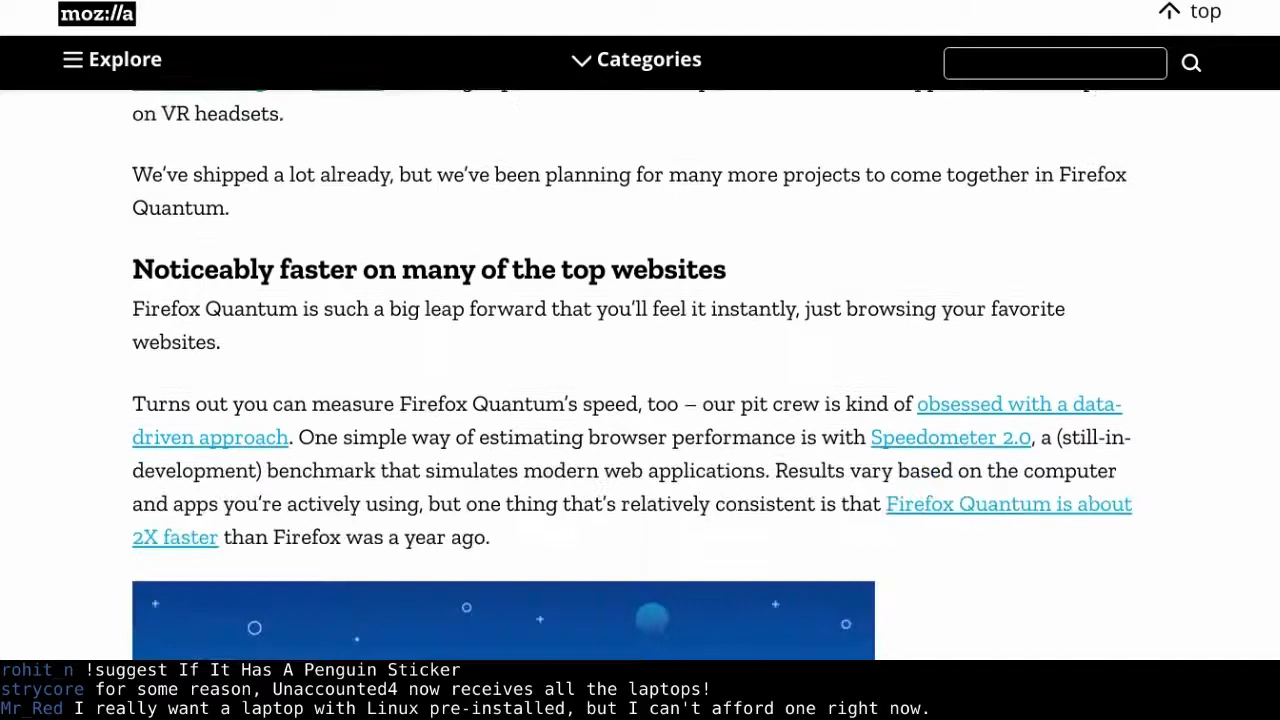 moz://a
top
Explore
Categories
on VR headsets.
We’ve shipped a lot already, but we’ve been planning for many more projects to come together in Firefox
Quantum.
Noticeably faster on many of the top websites
Firefox Quantum is such a big leap forward that you’ll feel it instantly, just browsing your favorite
websites.
Turns out you can measure Firefox Quantum’s speed, too – our pit crew is kind of obsessed with a data-
driven approach. One simple way of estimating browser performance is with Speedometer 2.0, a (still-in-
development) benchmark that simulates modern web applications. Results vary based on the computer
and apps you’re actively using, but one thing that’s relatively consistent is that Firefox Quantum is about
2X faster than Firefox was a year ago.
rohit_n !suggest If It Has A Penguin Sticker
strycore for some reason, Unaccounted4 now receives all the laptops!
Mr_Red I really want a laptop with Linux pre-installed, but I can't afford one right now.